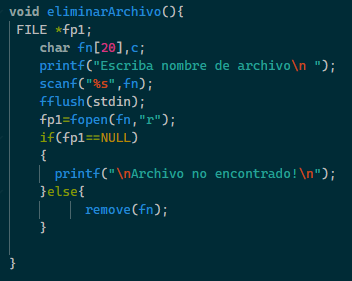 void eliminarArchivo(){
FILE *fp1;
char fn[20],c;
printf("Escriba nombre de archivo\n ");
scanf("%s",fn);
fflush(stdin);
fp1=fopen(fn,"r");
if(fp1==NULL)
{
printf("\nArchivo no encontrado!\n");
}else{
remove(fn);
}
}